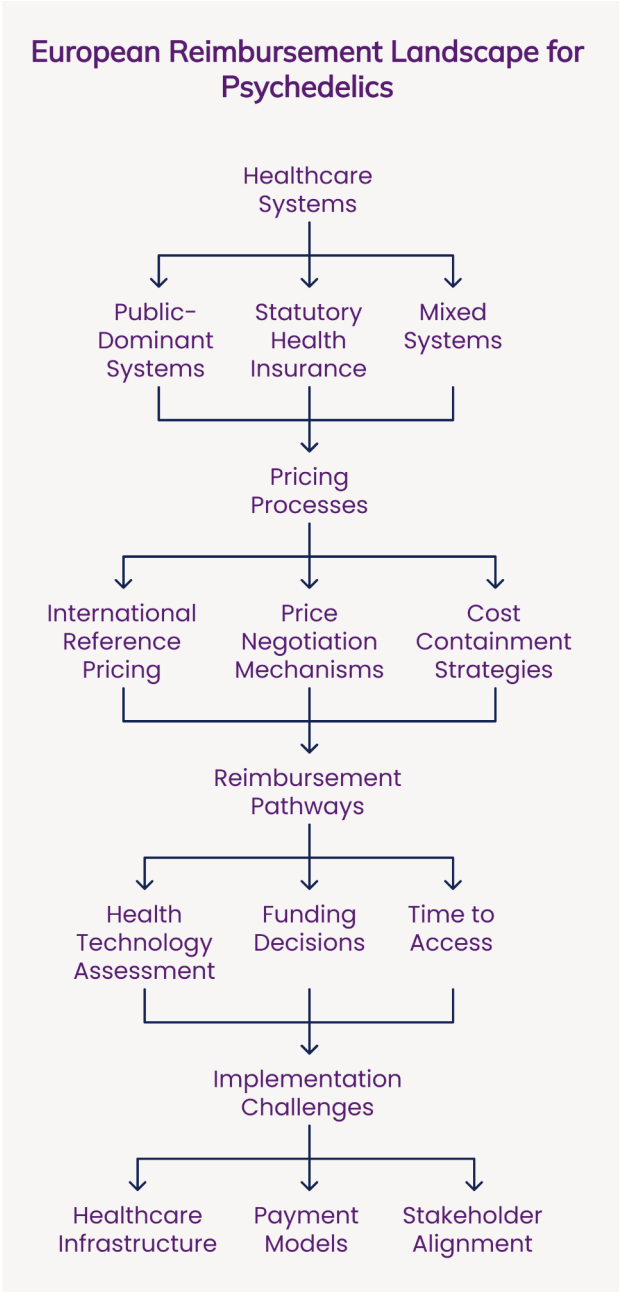 European Reimbursement Landscape for
Psychedelics
Healthcare
Systems
Public-
Dominant
Systems
Statutory
Health
Insurance
Mixed
Systems
Pricing
Processes
International
Reference
Pricing
Price
Negotiation
Mechanisms
Cost
Containment
Strategies
Reimbursement
Pathways
Health
Technology
Assessment
Funding
Decisions
Time to
Access
Implementation
Challenges
Healthcare
Infrastructure
Payment
Models
Stakeholder
Alignment